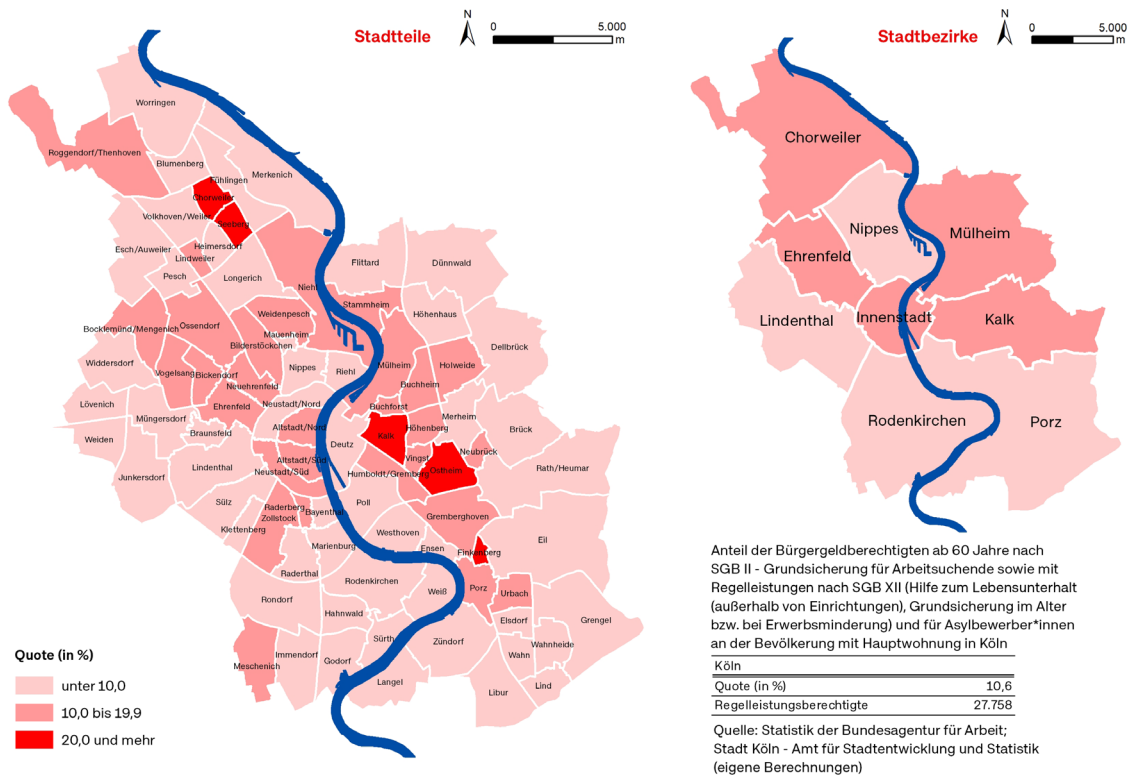 Stadtteile
N
0
5.000
m
Worringen
Roggendorf/Thenhoven
Blumenberg
Fühlingen
Merkenich
Chorweiler
Volkhoven/Weiler
Seeberg
Esch/Auweiler
Heimersdorf
Lindweiler
Pesch
Longerich
Flittard
Dünnwald
Niehl
Stammheim
Höhenhaus
Weidenpesch
Bocklemünd/Mengenich
Ossendorf
Mauenheim
Bilderstöckchen
Dellbrück
Widdersdorf
Vogelsang
Bickendorf
Nippes
Riehl
Mülheim
Holweide
Neuehrenfeld
Buchheim
Lövenich
Ehrenfeld
Neustadt/Nord
Buchforst
Müngersdorf
Merheim
Weiden
Braunsfeld
Altstadt/Nord
Deutz
Kalk
Höhenberg
Brück
Neubrück
Lindenthal
Altstadt/Süd
Vingst
Junkersdorf
Neustadt/Süd
Humboldt/Gremberg
Ostheim
Rath/Heumar
Sülz
Raderberg
Bayenthal
Poll
Zollstock
Gremberghoven
Klettenberg
Westhoven
Marienburg
Ensen
Finkenberg
Eil
Raderthal
Rodenkirchen
Weiß
Porz
Urbach
Rondorf
Hahnwald
Elsdorf
Grengel
Sürth
Zündorf
Wahnheide
Meschenich
Immendorf
Godorf
Wahn
Langel
Lind
Libur
Quote (in %)
unter 10,0
10,0 bis 19,9
20,0 und mehr
Stadtbezirke
N
0
5.000
m
Chorweiler
Nippes
Mülheim
Ehrenfeld
Lindenthal
Innenstadt
Kalk
Rodenkirchen
Porz
Anteil der Bürgergeldberechtigten ab 60 Jahre nach
SGB II - Grundsicherung für Arbeitsuchende sowie mit
Regelleistungen nach SGB XII (Hilfe zum Lebensunterhalt
(außerhalb von Einrichtungen), Grundsicherung im Alter
bzw. bei Erwerbsminderung) und für Asylbewerber*innen
an der Bevölkerung mit Hauptwohnung in Köln
Köln
Quote (in %) 10,6
Regelleistungsberechtigte 27.758
Quelle: Statistik der Bundesagentur für Arbeit;
Stadt Köln - Amt für Stadtentwicklung und Statistik
(eigene Berechnungen)